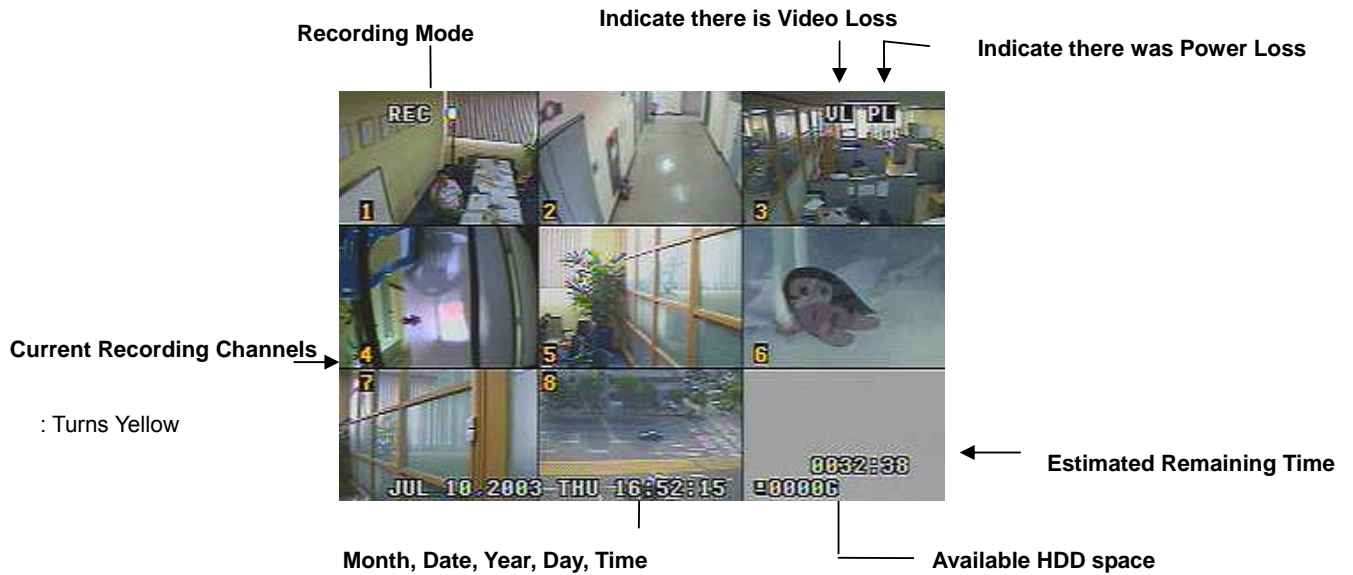 Indicate there is Video Loss
Recording Mode
Indicate there was Power Loss
REC
VL PL
1
2
3
4
5
6
Current Recording Channels
: Turns Yellow
7
8
0032:38
Estimated Remaining Time
JUL 10.2003-THU 16:52:15
0000G
Month, Date, Year, Day, Time
Available HDD space